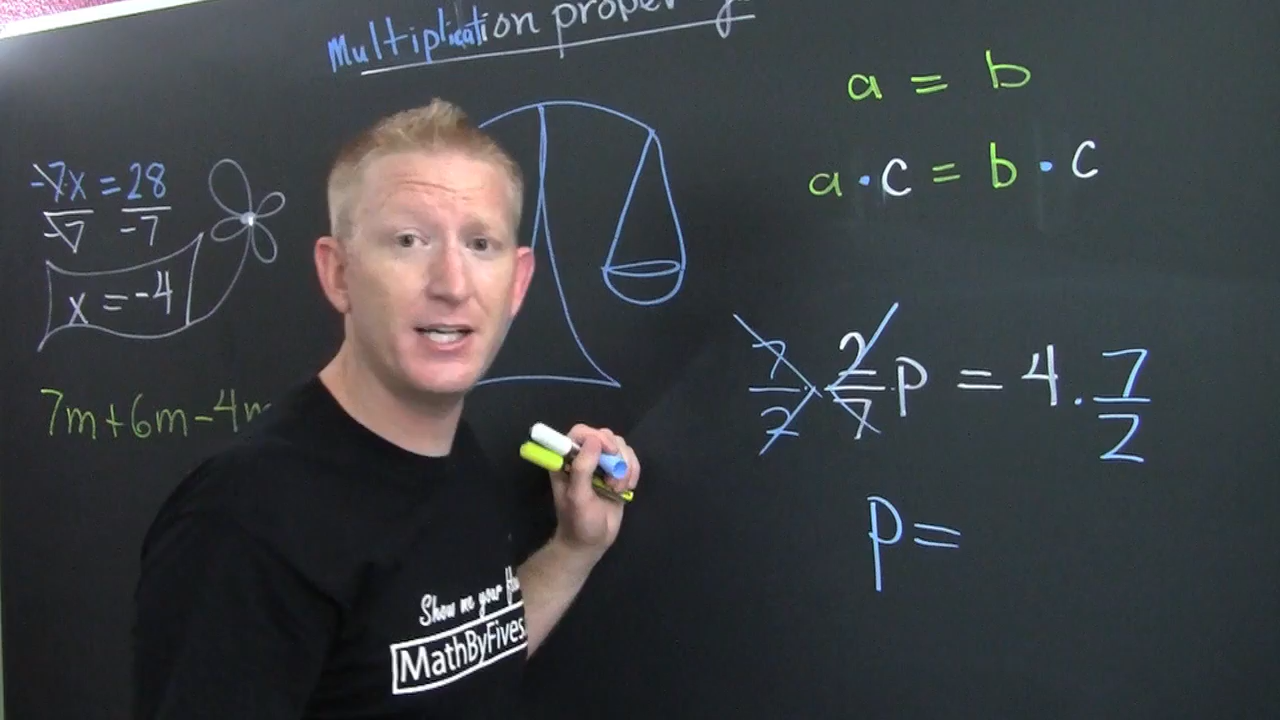 Multiplication
a = b
a · c = b · c
-7x = 28
-7 -7
x = -4
7m + 6m - 4m
7/2 · 2/7 p = 4 · 7/2
p =
Show me your
MathByFives